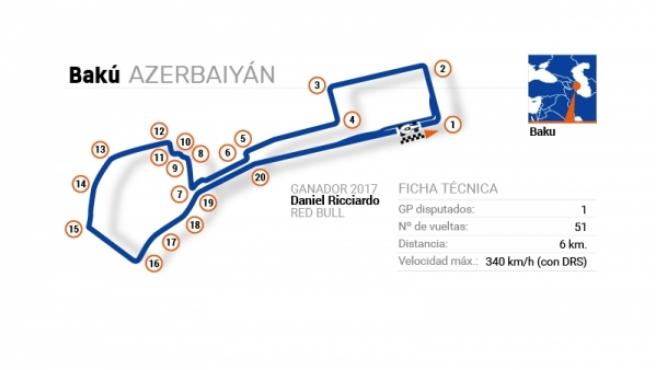 Bakú AZERBAIYÁN
Baku
1
2
3
4
5
6
7
8
9
10
11
12
13
14
15
16
17
18
19
20
GANADOR 2017
Daniel Ricciardo
RED BULL
FICHA TÉCNICA
GP disputados: 1
Nº de vueltas: 51
Distancia: 6 km.
Velocidad máx.: 340 km/h (con DRS)